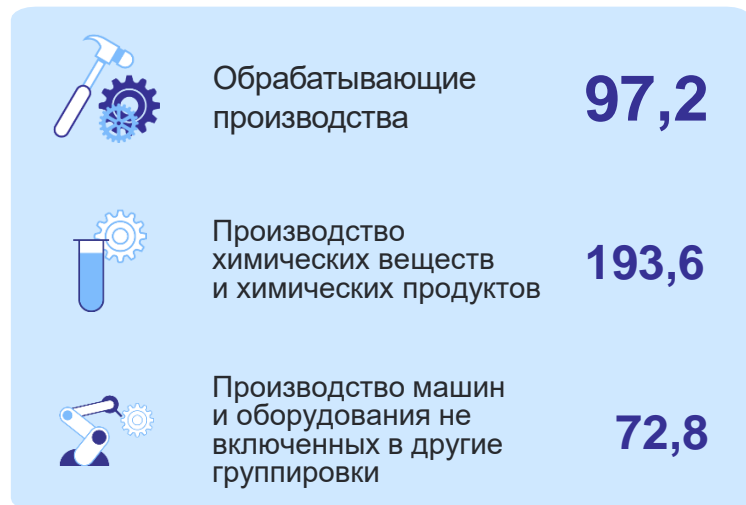 Обрабатывающие
производства
97,2
Производство
химических веществ
и химических продуктов
193,6
Производство машин
и оборудования не
включенных в другие
группировки
72,8